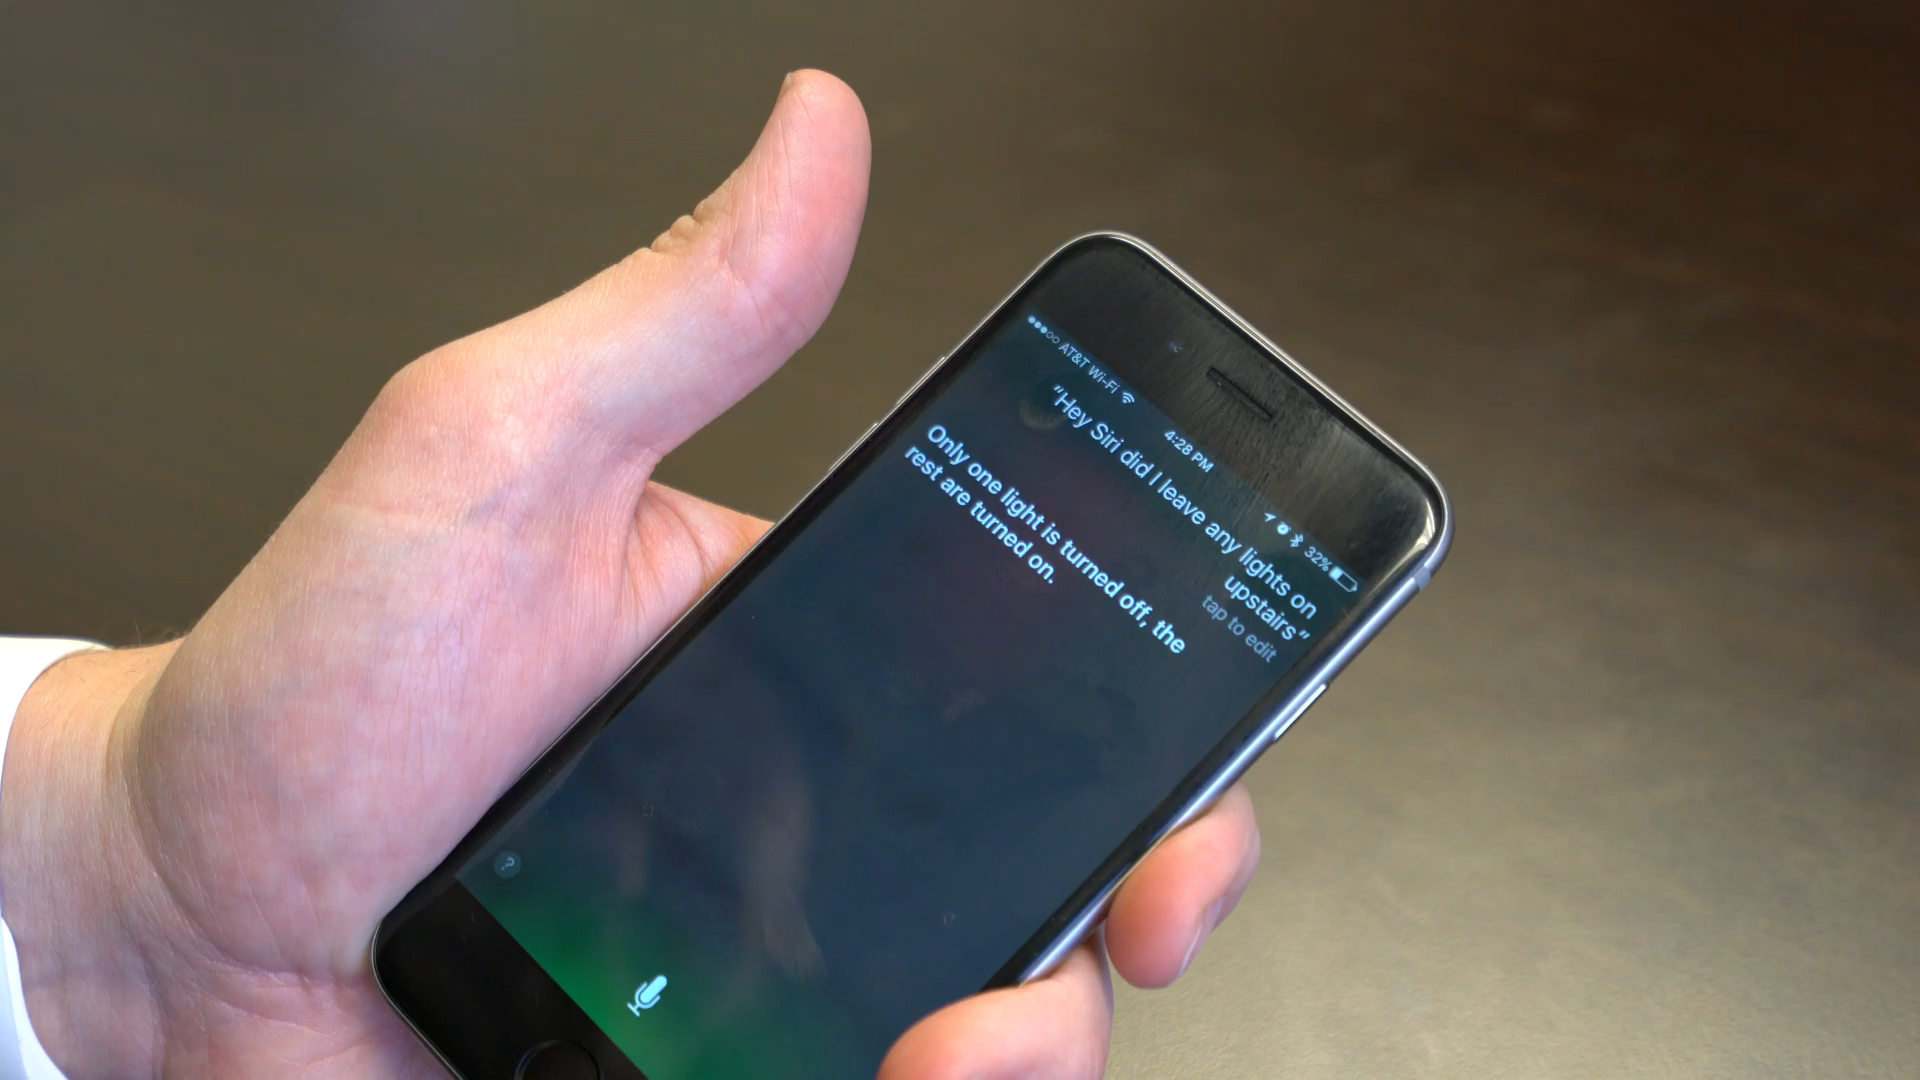 ●●●○○ AT&T Wi-Fi 4:28 PM 32%
"Hey Siri did I leave any lights on
upstairs"
tap to edit
Only one light is turned off, the
rest are turned on.
?